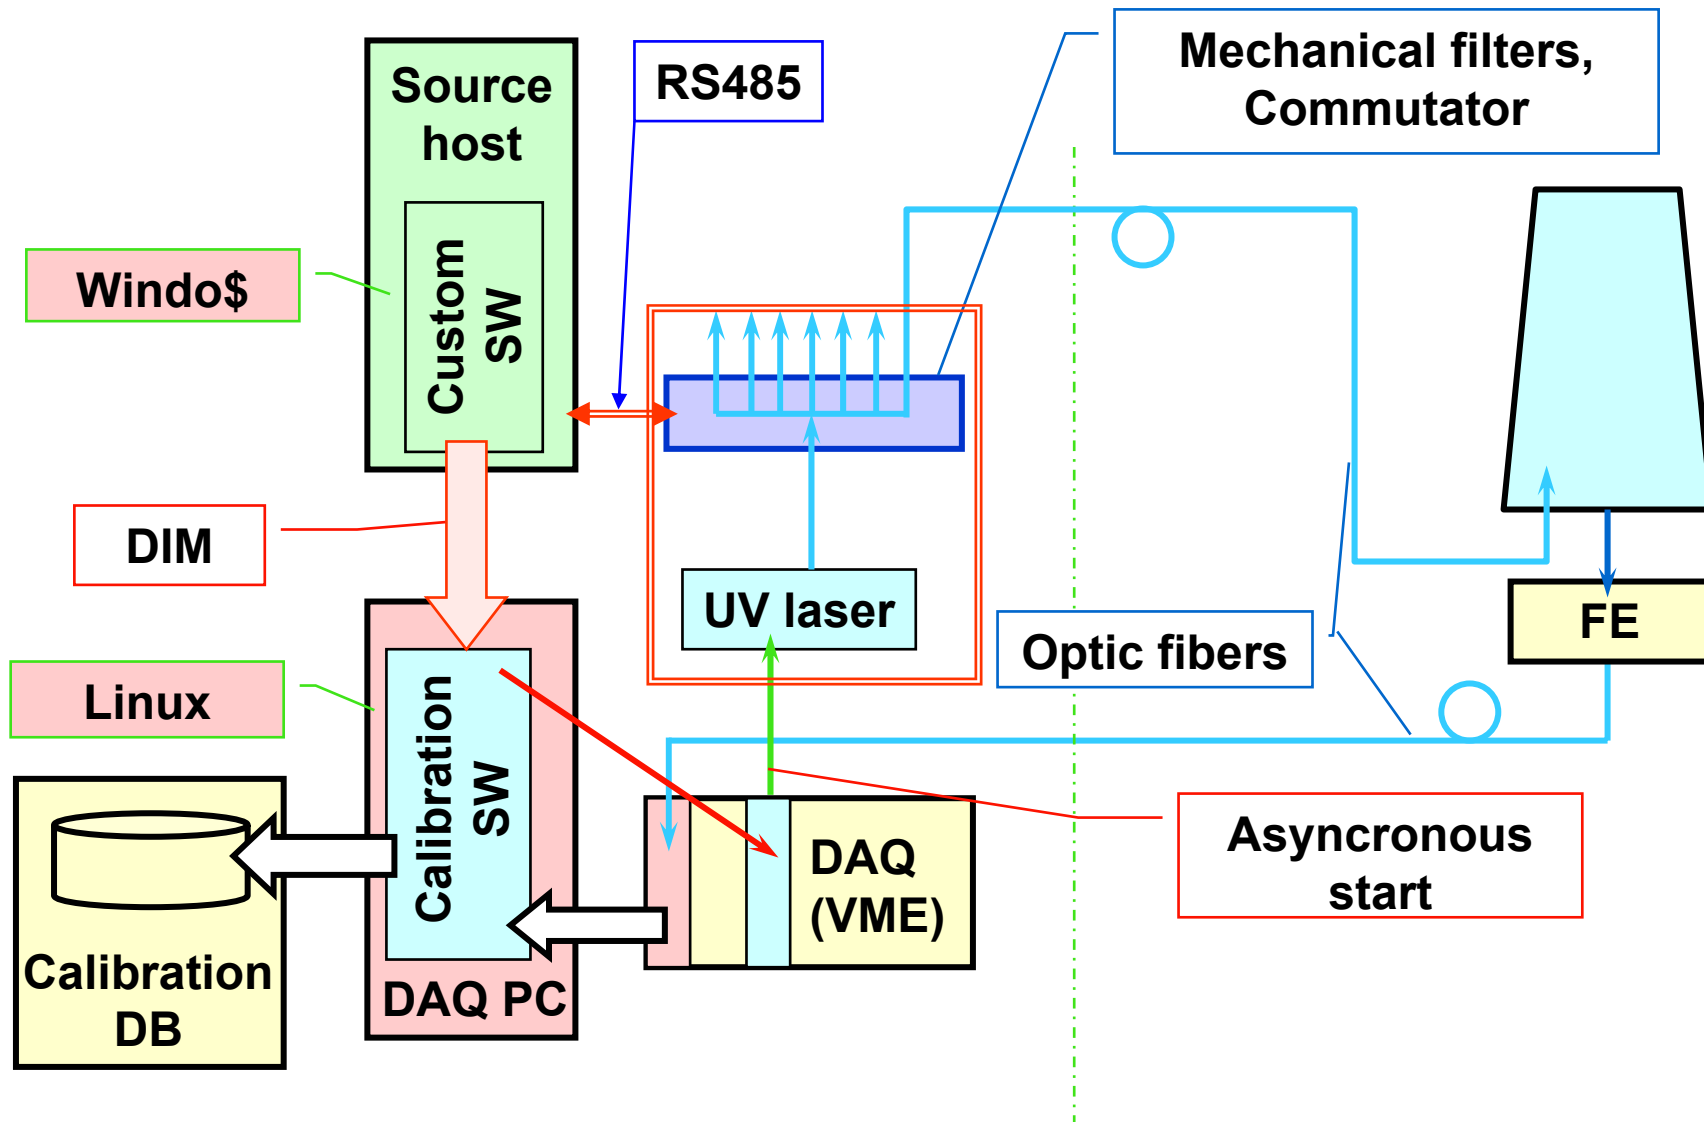 Source
host
RS485
Mechanical filters,
Commutator
Windo$
Custom
SW
DIM
UV laser
Optic fibers
FE
Linux
Calibration
SW
DAQ
(VME)
Asyncronous
start
Calibration
DB
DAQ PC